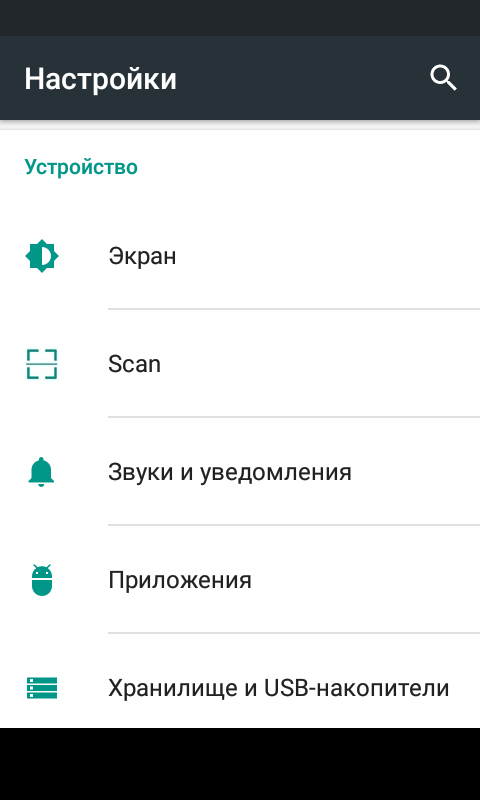 Настройки
Устройство
Экран
Scan
Звуки и уведомления
Приложения
Хранилище и USB-накопители